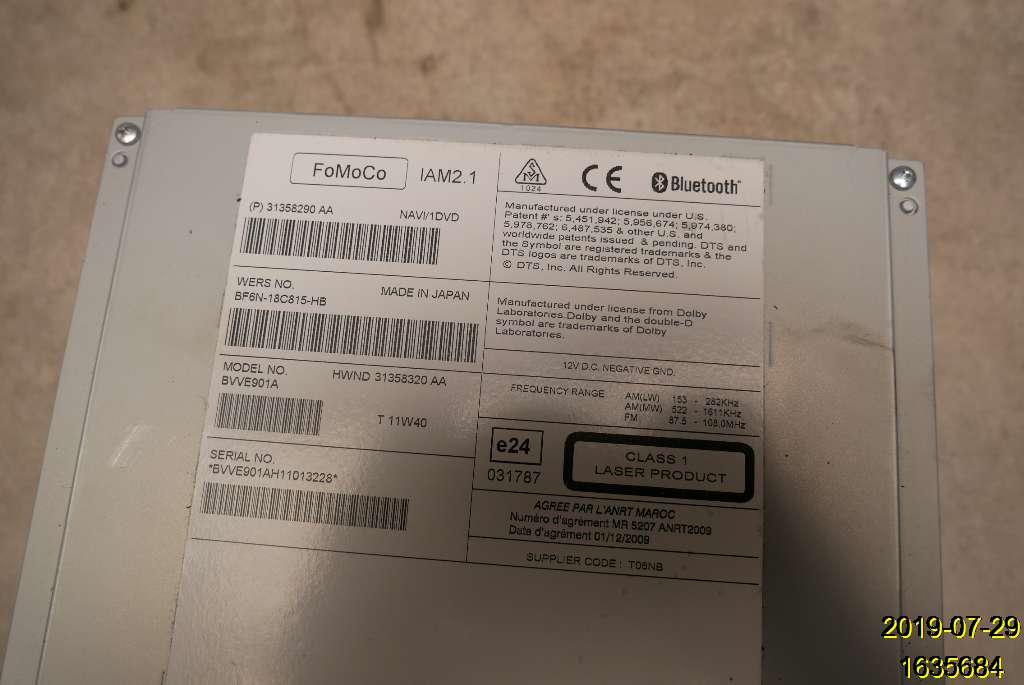 FoMoCo IAM2.1
(P) 31358290 AA NAVI/1DVD
WERS NO. MADE IN JAPAN
BF6N-18C815-HB
MODEL NO. HWND 31358320 AA
BVVE901A
T 11W40
SERIAL NO.
*BVVE901AH11013228*
SM
1024
CE
Bluetooth
Manufactured under license under U.S.
Patent #' s: 5,451,942; 5,956,674; 5,974,380;
5,978,762; 6,487,535 & other U.S. and
worldwide patents issued & pending. DTS and
the Symbol are registered trademarks & the
DTS logos are trademarks of DTS, Inc.
© DTS, Inc. All Rights Reserved.
Manufactured under license from Dolby
Laboratories.Dolby and the double-D
symbol are trademarks of Dolby
Laboratories.
12V D.C. NEGATIVE GND.
FREQUENCY RANGE AM(LW) 153 - 282KHz
AM(MW) 522 - 1611KHz
FM 87.5 - 108.0MHz
e24
031787
CLASS 1
LASER PRODUCT
AGREE PAR L'ANRT MAROC
Numéro d'agrément MR 5207 ANRT2009
Date d'agrément 01/12/2009
SUPPLIER CODE : T06NB
2019-07-29
1635684